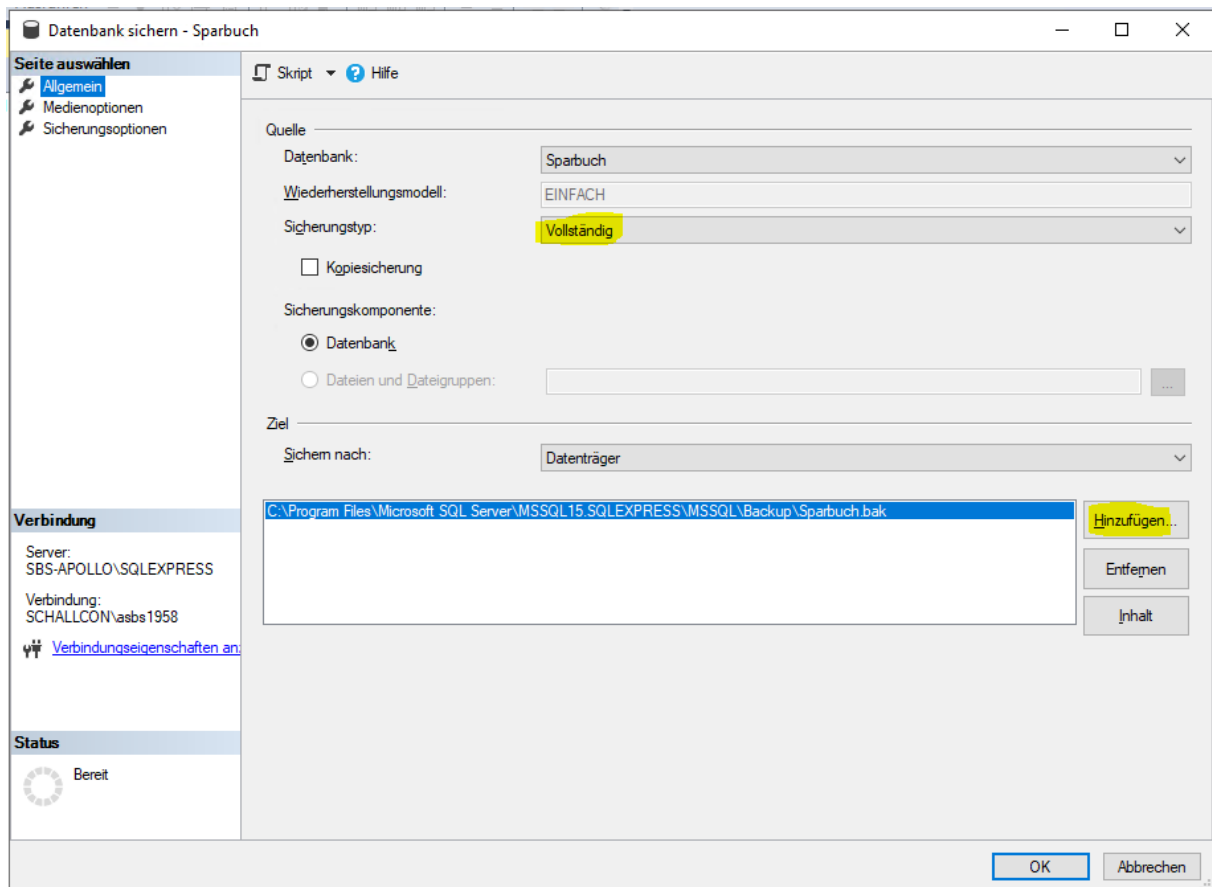 Datenbank sichern - Sparbuch
Seite auswählen
Allgemein
Medienoptionen
Sicherungsoptionen
Skript
Hilfe
Quelle
Datenbank:
Sparbuch
Wiederherstellungsmodell:
EINFACH
Sicherungstyp:
Vollständig
Kopiesicherung
Sicherungskomponente:
Datenbank
Dateien und Dateigruppen:
...
Ziel
Sichern nach:
Datenträger
C:\Program Files\Microsoft SQL Server\MSSQL15.SQLEXPRESS\MSSQL\Backup\Sparbuch.bak
Hinzufügen...
Entfernen
Inhalt
Verbindung
Server:
SBS-APOLLO\SQLEXPRESS
Verbindung:
SCHALLCON\asbs1958
Verbindungseigenschaften an
Status
Bereit
OK
Abbrechen